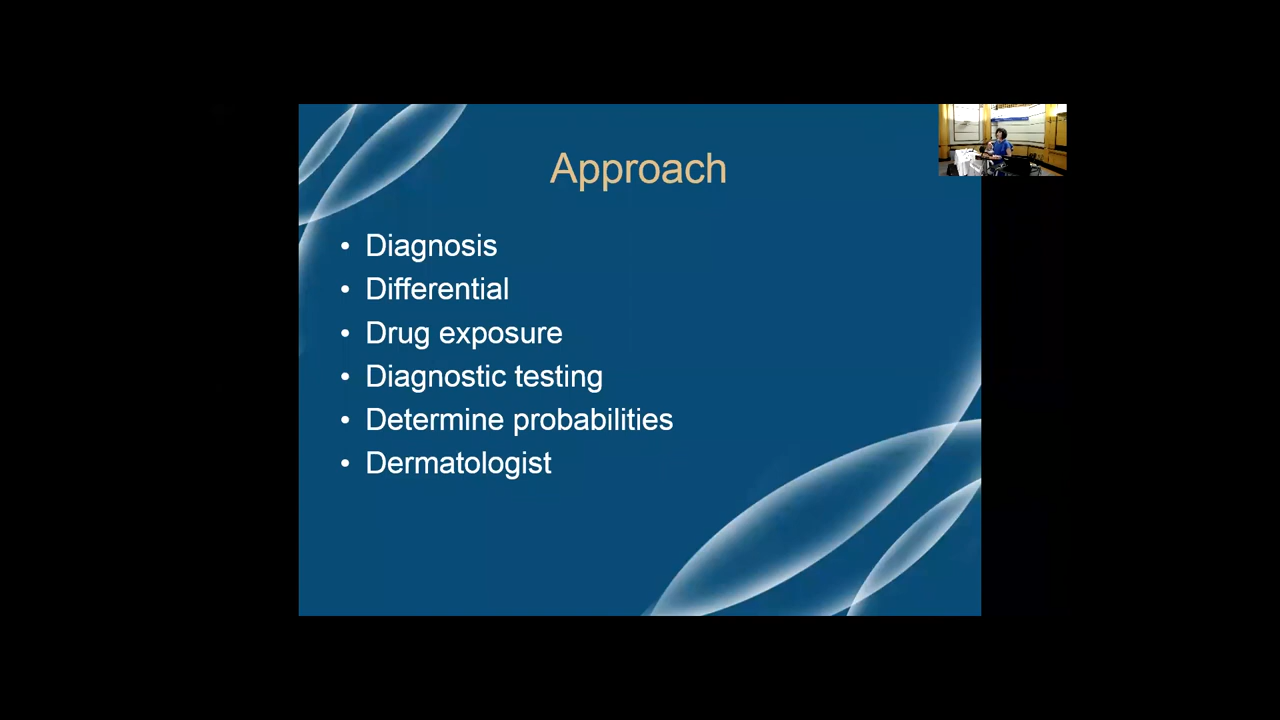 Approach
• Diagnosis
• Differential
• Drug exposure
• Diagnostic testing
• Determine probabilities
• Dermatologist